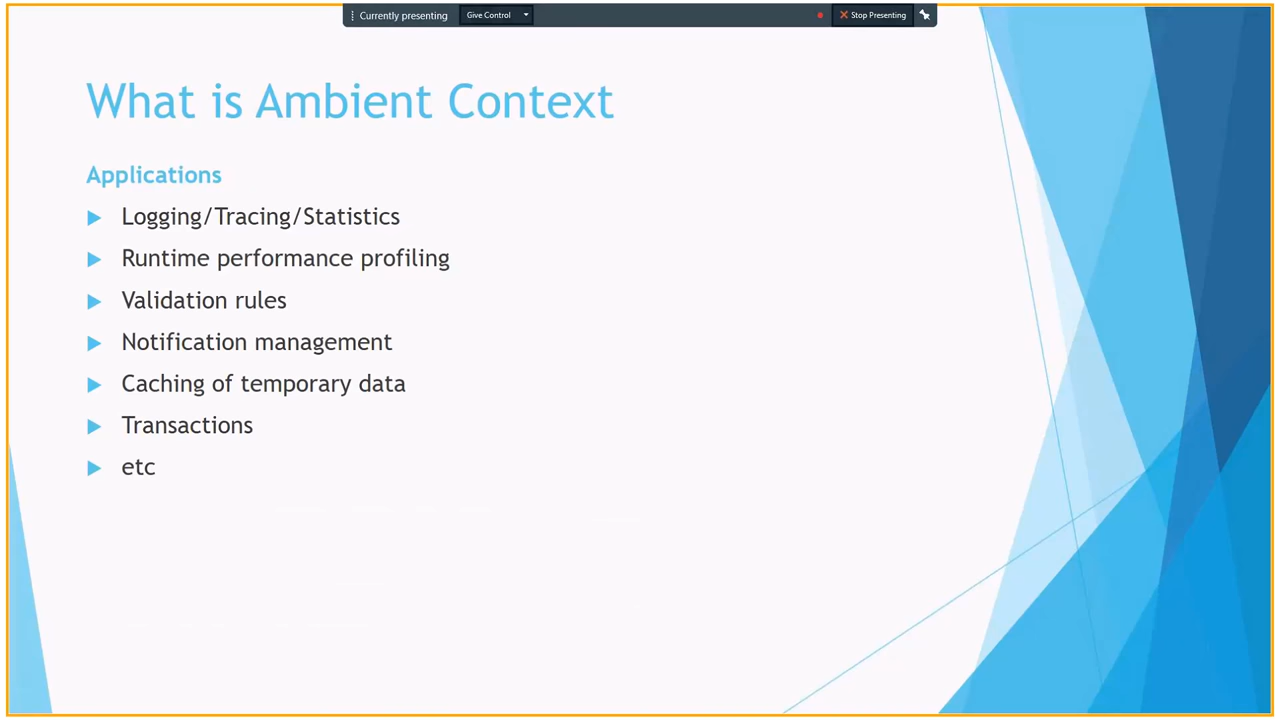 Currently presenting Give Control Stop Presenting
What is Ambient Context
Applications
Logging/Tracing/Statistics
Runtime performance profiling
Validation rules
Notification management
Caching of temporary data
Transactions
etc